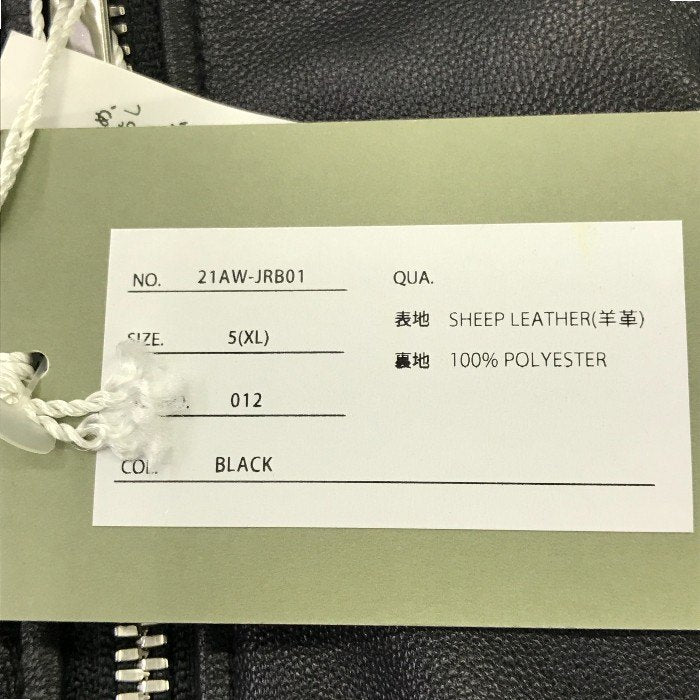 NO. 21AW-JRB01
SIZE. 5(XL)
012
COL. BLACK
QUA.
表地 SHEEP LEATHER(羊革)
裏地 100% POLYESTER